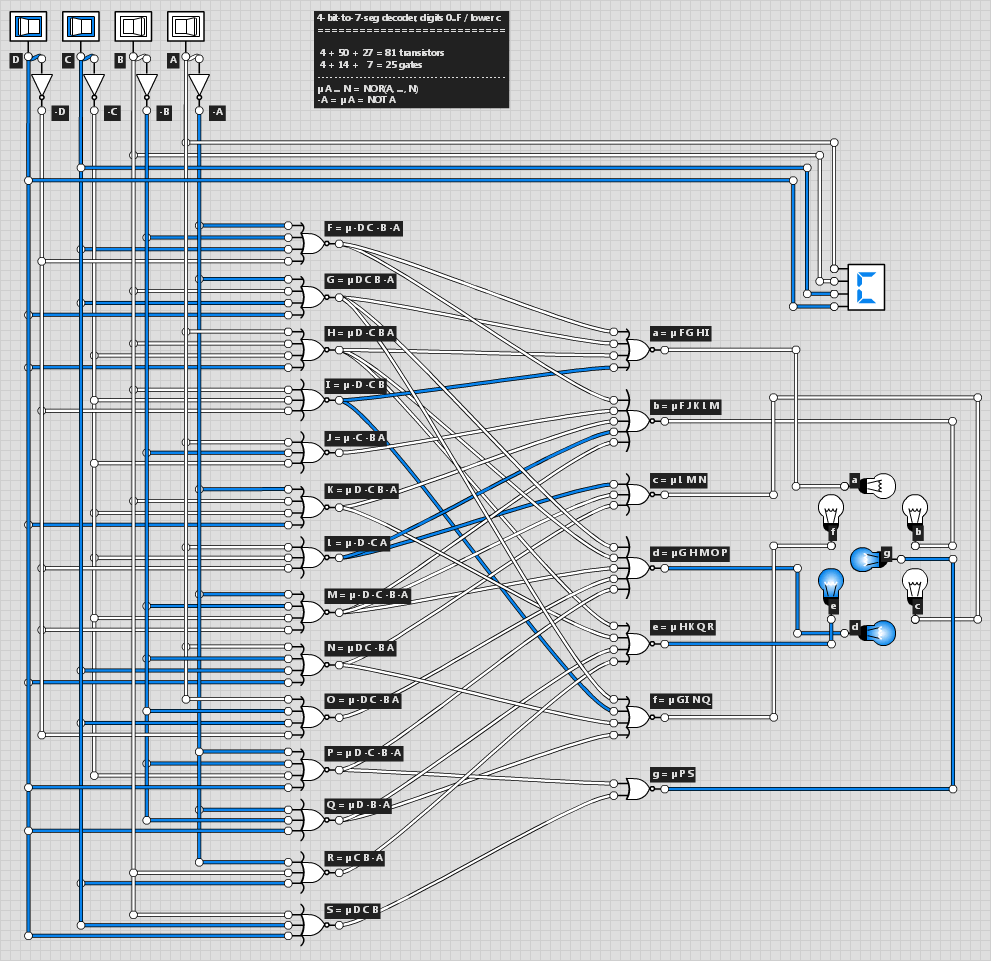 4-bit-to-7-seg decoder, digits 0..F / lower c
==============================
4 + 50 + 27 = 81 transistors
4 + 14 + 7 = 25 gates
------------------------------
µA...N = NOR(A...,N)
-A = µA = NOT A
D
C
B
A
-D
-C
-B
-A
F = µ-DC-B-A
G = µDCB-A
H = µD-CBA
I = µ-D-CB
J = µ-C-BA
K = µD-CB-A
L = µ-D-CA
M = µ-D-C-B-A
N = µDC-BA
O = µ-DC-BA
P = µD-C-B-A
Q = µD-B-A
R = µCB-A
S = µDCB
a = µFGHI
b = µFJKLM
c = µLMN
d = µGHMOP
e = µHKQR
f = µGINQ
g = µPS
a
f
b
g
e
c
d